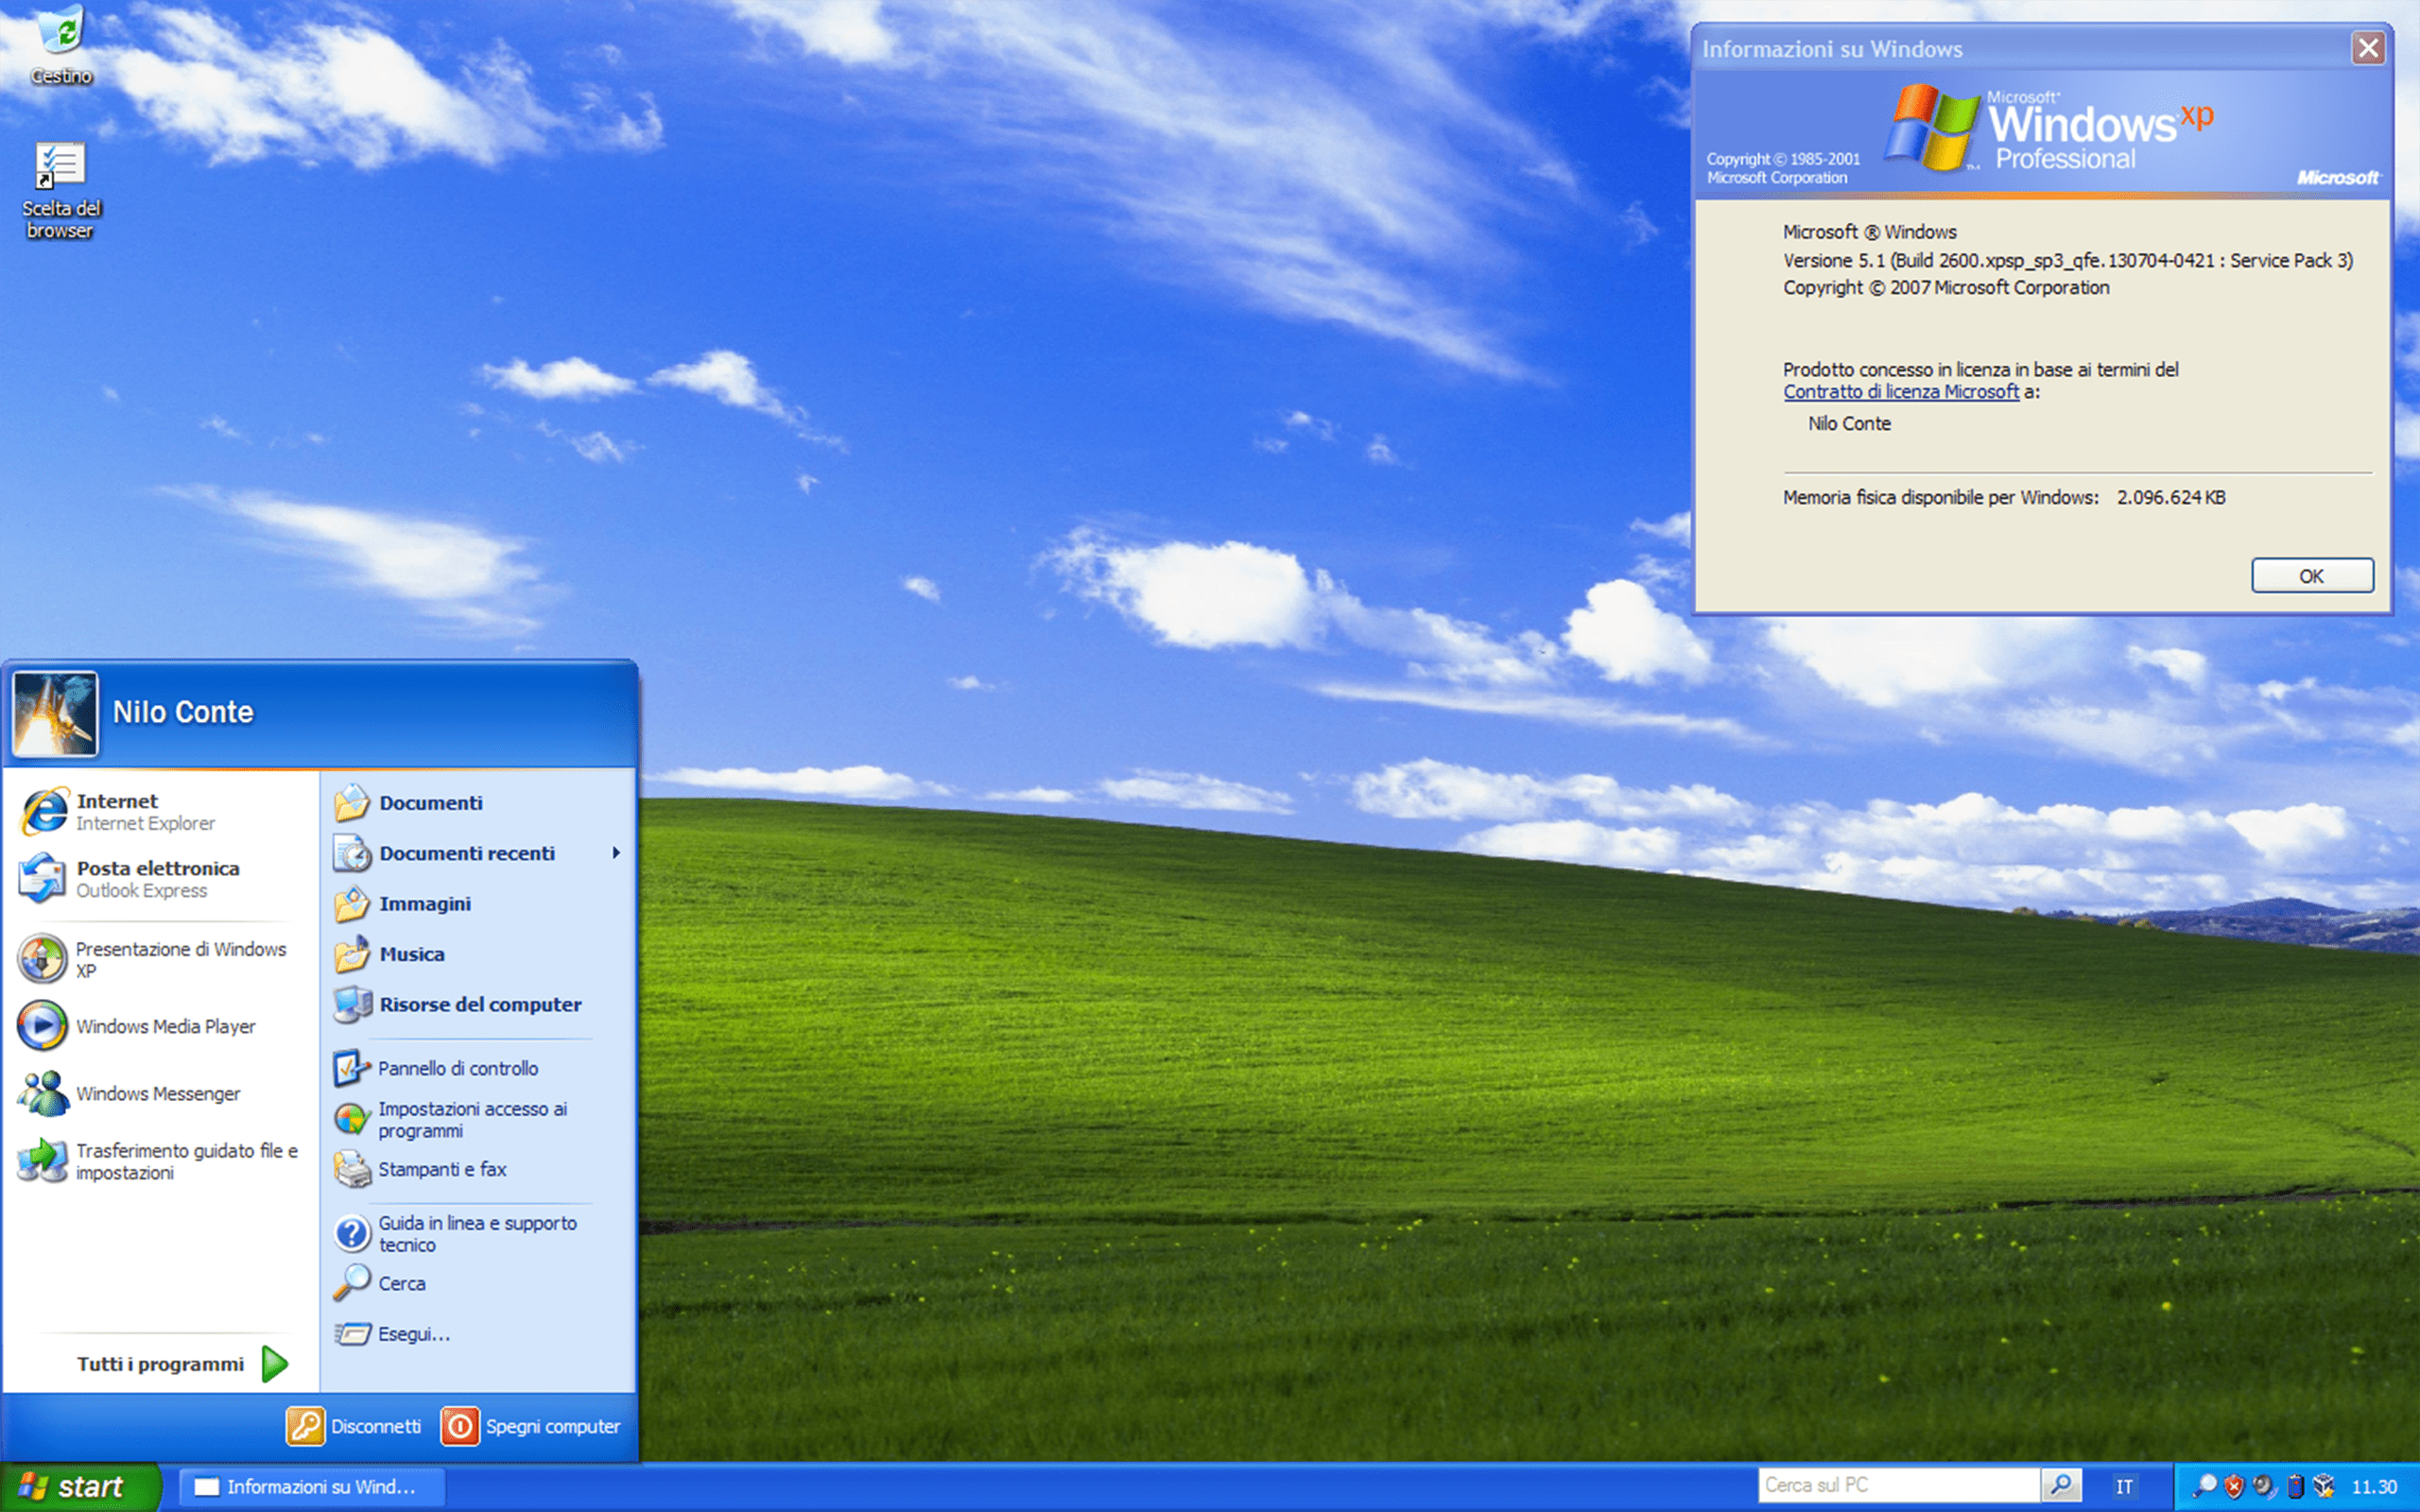 Cestino
Scelta del
browser
Informazioni su Windows
Microsoft®
Windows xp
Professional
TM
Copyright © 1985-2001
Microsoft Corporation
Microsoft
Microsoft ® Windows
Versione 5.1 (Build 2600.xpsp_sp3_qfe.130704-0421 : Service Pack 3)
Copyright © 2007 Microsoft Corporation
Prodotto concesso in licenza in base ai termini del
Contratto di licenza Microsoft a:
Nilo Conte
Memoria fisica disponibile per Windows: 2.096.624 KB
OK
Nilo Conte
Internet
Internet Explorer
Posta elettronica
Outlook Express
Presentazione di Windows
XP
Windows Media Player
Windows Messenger
Trasferimento guidato file e
impostazioni
Tutti i programmi
Documenti
Documenti recenti
Immagini
Musica
Risorse del computer
Pannello di controllo
Impostazioni accesso ai
programmi
Stampanti e fax
Guida in linea e supporto
tecnico
Cerca
Esegui...
Disconnetti
Spegni computer
start
Informazioni su Wind...
Cerca sul PC
IT
11.30